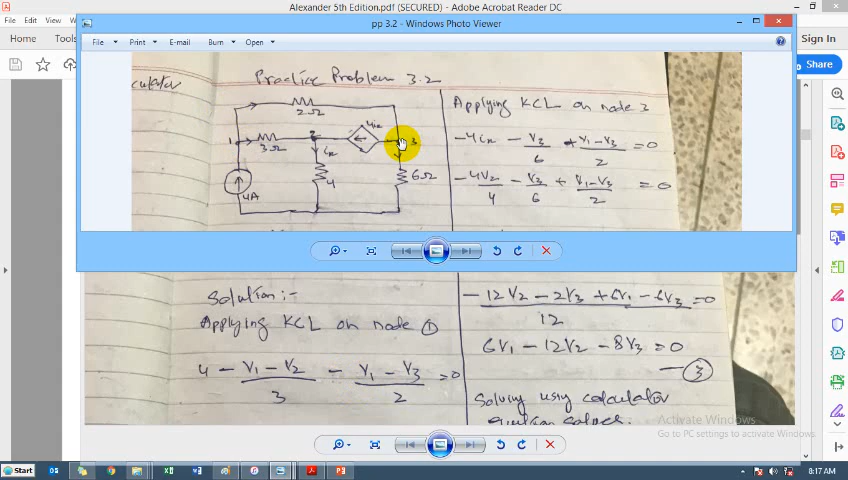 Alexander 5th Edition.pdf (SECURED) - Adobe Acrobat Reader DC
File Edit
Home Tools
Sign In
Share
pp 3.2 - Windows Photo Viewer
File Print E-mail Burn Open
culator
Practice Problem 3.2
2Ω
1 3Ω 2 4ix 3
ix
4 6Ω
4A
Applying KCL on node 3
-4ix - V3/6 + V1-V3/2 =0
-4V2/4 - V3/6 + V1-V3/2 =0
Solution:-
Applying KCL on node ①
4 - V1-V2/3 - V1-V3/2 =0
-12V2-2V3+6V1-6V3/12 =0
6V1-12V2-8V3=0
—③
Solving using calculator
Activate Windows
Go to PC settings to activate Windows.
Start
8:17 AM